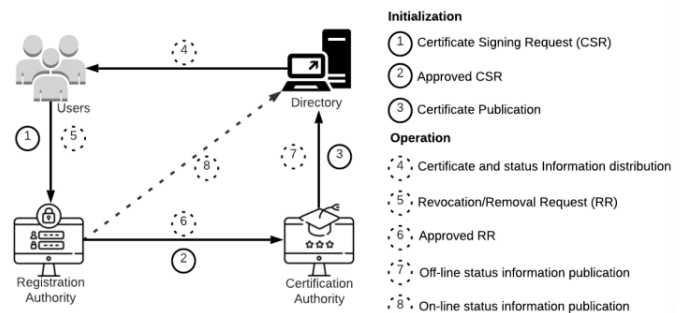 Users
Directory
Registration
Authority
Certification
Authority
1
5
4
8
7
3
6
2
Initialization
1 Certificate Signing Request (CSR)
2 Approved CSR
3 Certificate Publication
Operation
4 Certificate and status Information distribution
5 Revocation/Removal Request (RR)
6 Approved RR
7 Off-line status information publication
8 On-line status information publication